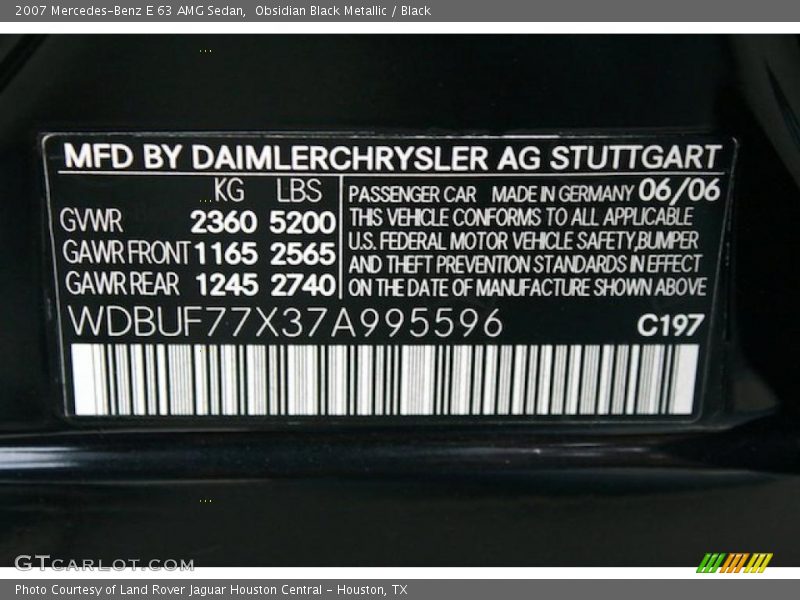 2007 Mercedes-Benz E 63 AMG Sedan, Obsidian Black Metallic / Black
MFD BY DAIMLERCHRYSLER AG STUTTGART
KG LBS
GVWR 2360 5200
GAWR FRONT 1165 2565
GAWR REAR 1245 2740
PASSENGER CAR MADE IN GERMANY 06/06
THIS VEHICLE CONFORMS TO ALL APPLICABLE
U.S. FEDERAL MOTOR VEHICLE SAFETY,BUMPER
AND THEFT PREVENTION STANDARDS IN EFFECT
ON THE DATE OF MANUFACTURE SHOWN ABOVE
WDBUF77X37A995596 C197
GTCARLOT.COM
Photo Courtesy of Land Rover Jaguar Houston Central - Houston, TX